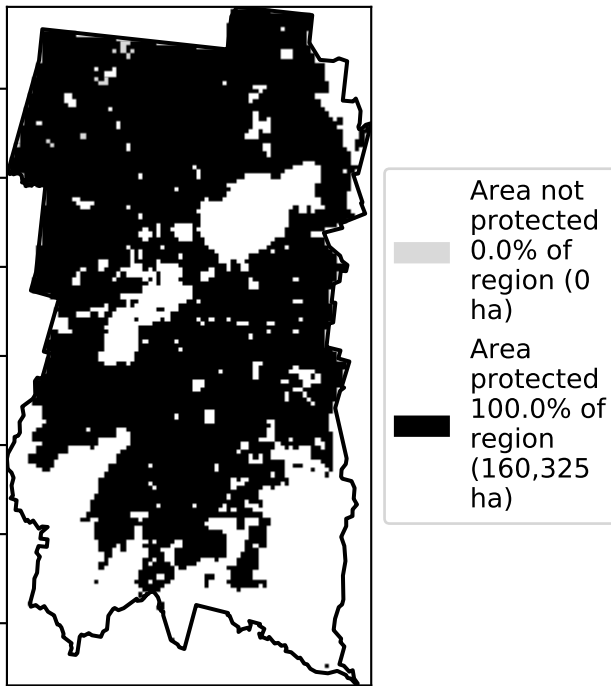 Area not
protected
0.0% of
region (0
ha)
Area
protected
100.0% of
region
(160,325
ha)